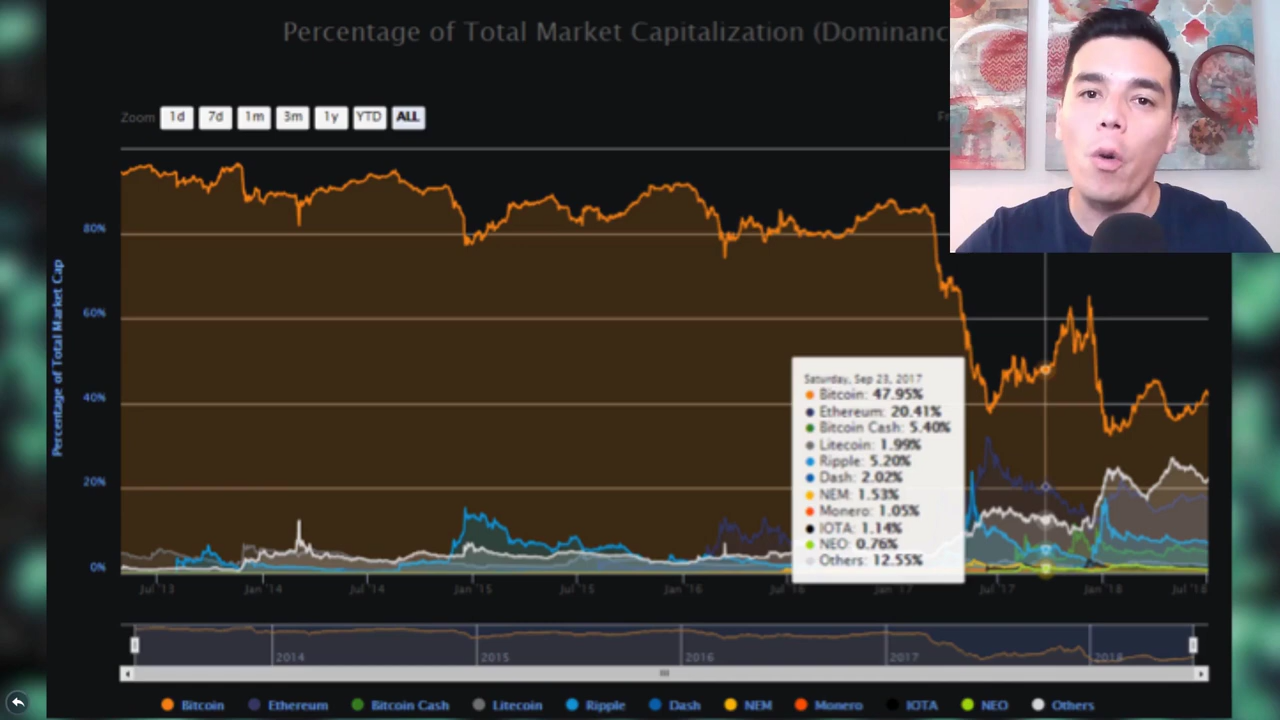 Percentage of Total Market Capitalization (Dominanc
Zoom 1d 7d 1m 3m 1y YTD ALL
Fr
Percentage of Total Market Cap
80%
60%
40%
20%
0%
Saturday, Sep 23, 2017
Bitcoin: 47.95%
Ethereum: 20.41%
Bitcoin Cash: 5.40%
Litecoin: 1.99%
Ripple: 5.20%
Dash: 2.02%
NEM: 1.53%
Monero: 1.05%
IOTA: 1.14%
NEO: 0.76%
Others: 12.55%
Jul '13 Jan '14 Jul '14 Jan '15 Jul '15 Jan '16 Jul '16 Jan '17 Jul '17 Jan '18 Jul '18
2014 2015 2016 2017 2018
Bitcoin Ethereum Bitcoin Cash Litecoin Ripple Dash NEM Monero IOTA NEO Others